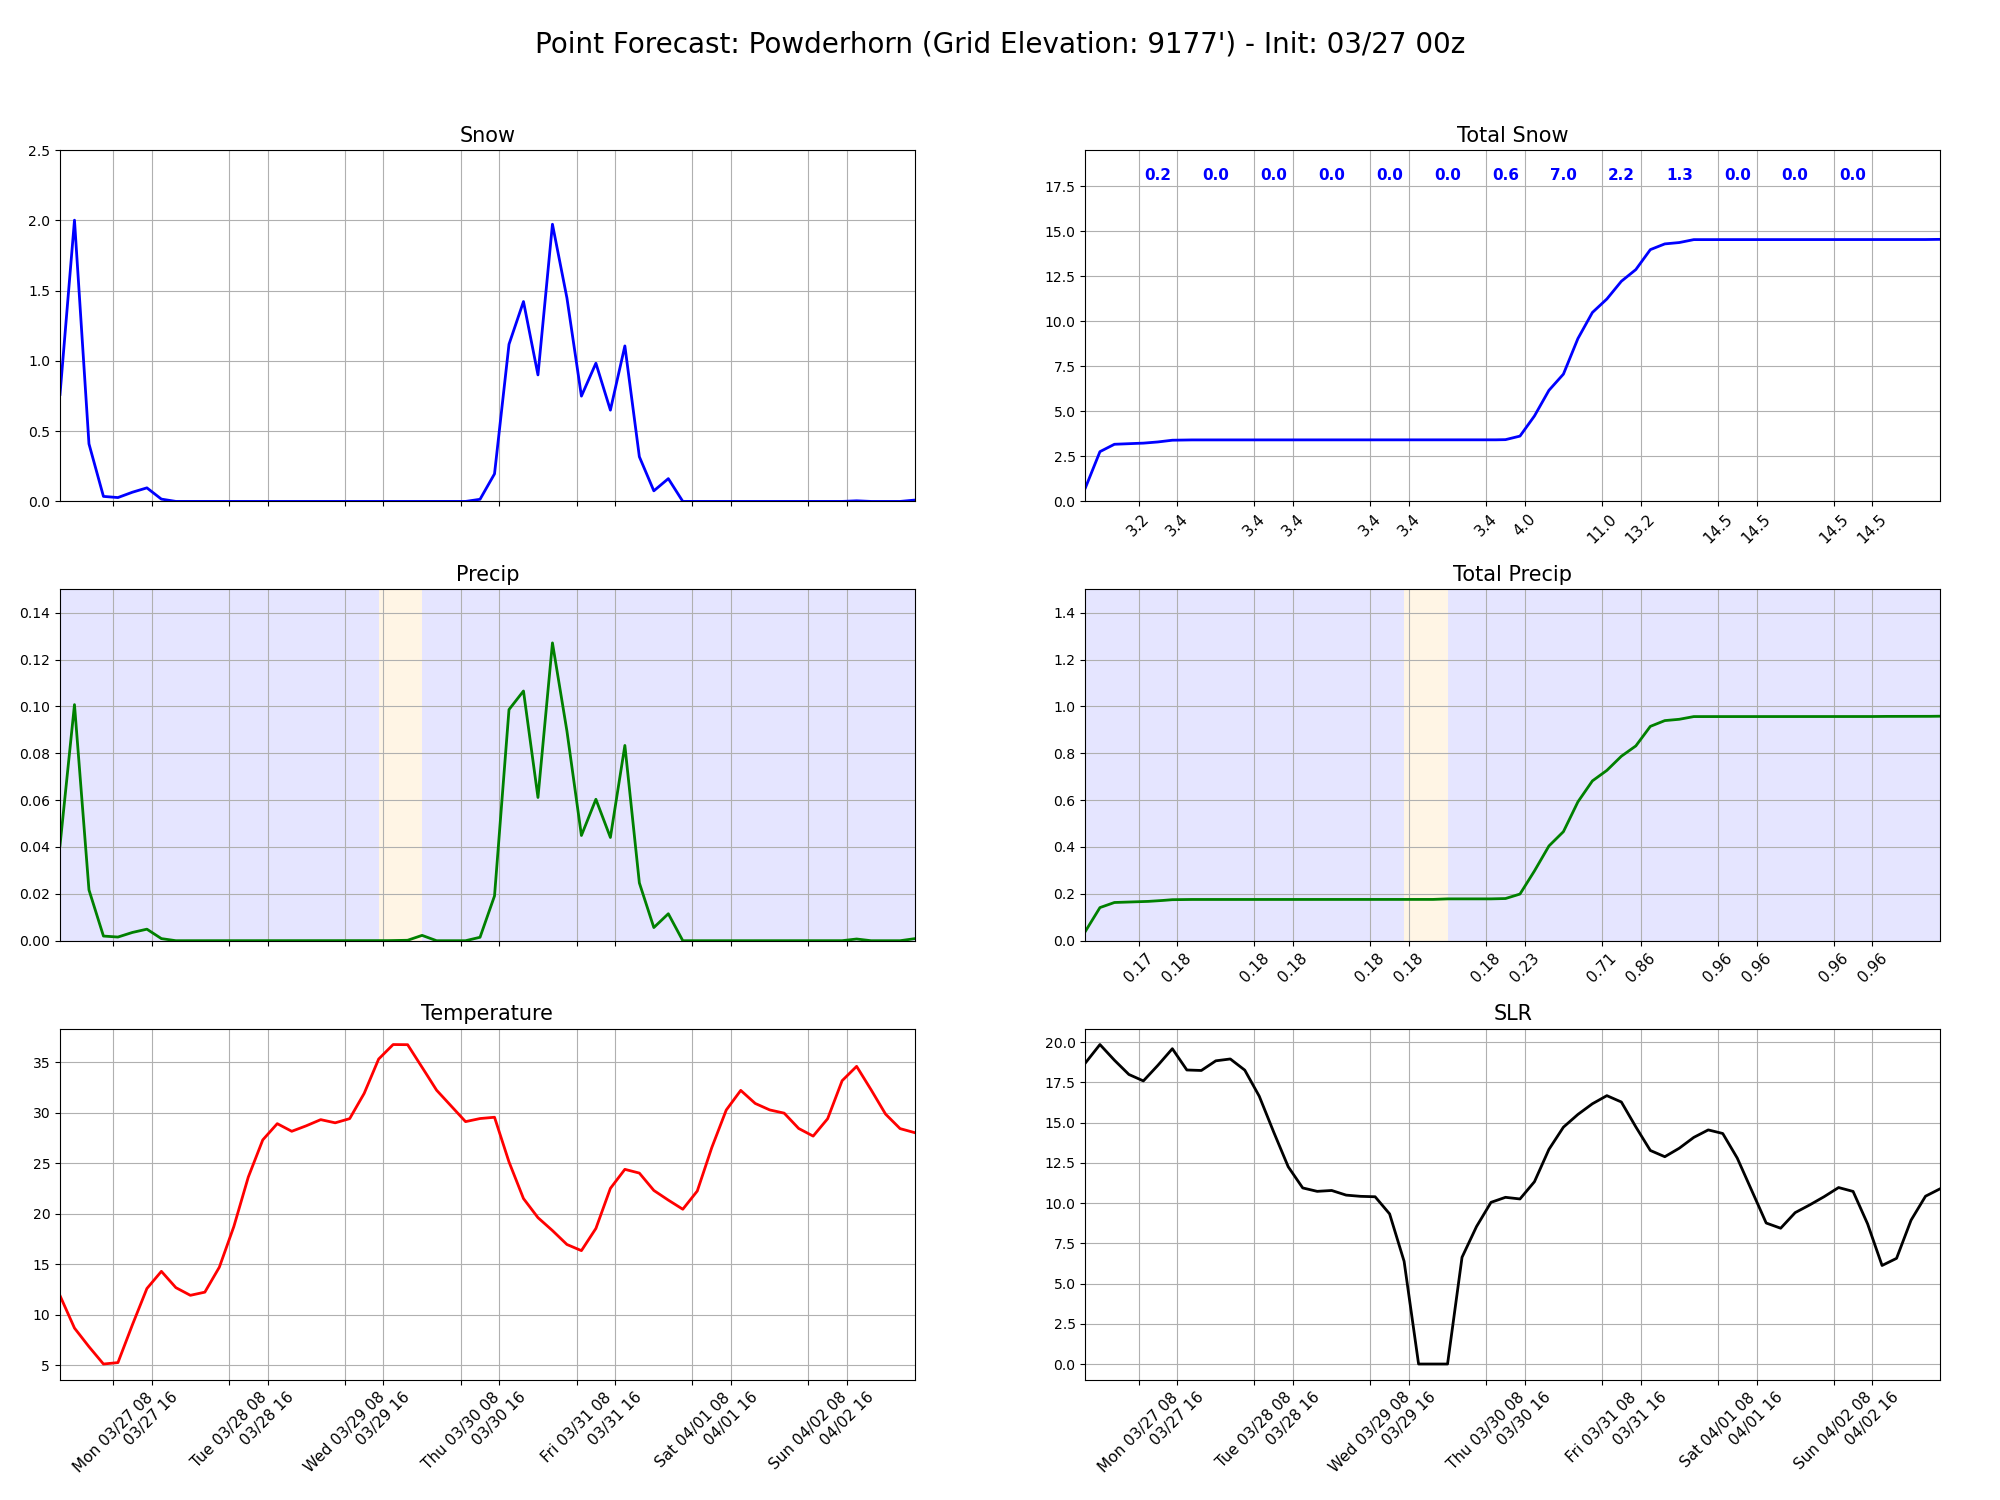 Point Forecast: Powderhorn (Grid Elevation: 9177') - Init: 03/27 00z
Snow
2.5
2.0
1.5
1.0
0.5
0.0
Total Snow
0.2 0.0 0.0 0.0 0.0 0.0 0.6 7.0 2.2 1.3 0.0 0.0 0.0
17.5
15.0
12.5
10.0
7.5
5.0
2.5
0.0
3.2 3.4 3.4 3.4 3.4 3.4 3.4 4.0 11.0 13.2 14.5 14.5 14.5 14.5
Precip
0.14
0.12
0.10
0.08
0.06
0.04
0.02
0.00
Total Precip
1.4
1.2
1.0
0.8
0.6
0.4
0.2
0.0
0.17 0.18 0.18 0.18 0.18 0.18 0.18 0.23 0.71 0.86 0.96 0.96 0.96 0.96
Temperature
35
30
25
20
15
10
5
Mon 03/27 08
03/27 16
Tue 03/28 08
03/28 16
Wed 03/29 08
03/29 16
Thu 03/30 08
03/30 16
Fri 03/31 08
03/31 16
Sat 04/01 08
04/01 16
Sun 04/02 08
04/02 16
SLR
20.0
17.5
15.0
12.5
10.0
7.5
5.0
2.5
0.0
Mon 03/27 08
03/27 16
Tue 03/28 08
03/28 16
Wed 03/29 08
03/29 16
Thu 03/30 08
03/30 16
Fri 03/31 08
03/31 16
Sat 04/01 08
04/01 16
Sun 04/02 08
04/02 16